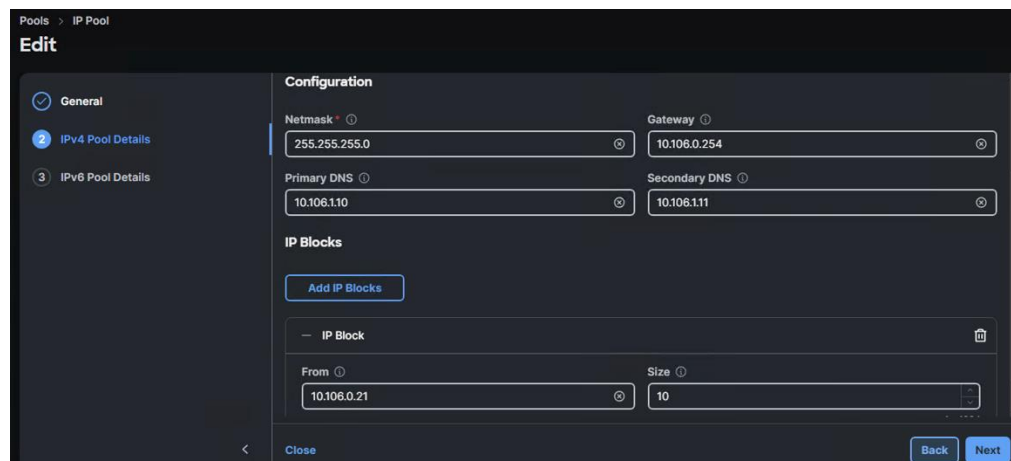 Pools > IP Pool
Edit
General
2 IPv4 Pool Details
3 IPv6 Pool Details
Configuration
Netmask * Gateway
255.255.255.0 10.106.0.254
Primary DNS Secondary DNS
10.106.1.10 10.106.1.11
IP Blocks
Add IP Blocks
IP Block
From Size
10.106.0.21 10
Close Back Next